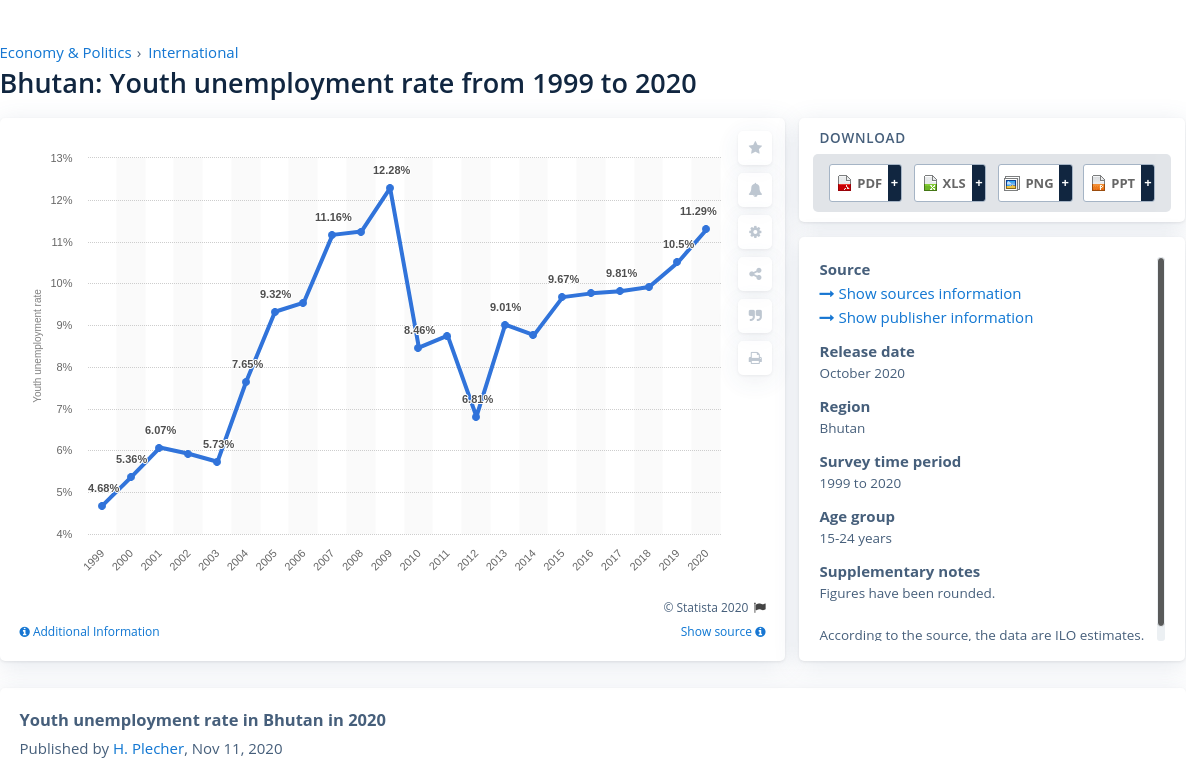 Economy & Politics › International
Bhutan: Youth unemployment rate from 1999 to 2020
13%
12%
11%
10%
9%
8%
7%
6%
5%
4%
Youth unemployment rate
4.68%
5.36%
6.07%
5.73%
7.65%
9.32%
11.16%
12.28%
8.46%
6.81%
9.01%
9.67%
9.81%
10.5%
11.29%
1999 2000 2001 2002 2003 2004 2005 2006 2007 2008 2009 2010 2011 2012 2013 2014 2015 2016 2017 2018 2019 2020
© Statista 2020
Additional Information
Show source
DOWNLOAD
PDF + XLS + PNG + PPT +
Source
Show sources information
Show publisher information
Release date
October 2020
Region
Bhutan
Survey time period
1999 to 2020
Age group
15-24 years
Supplementary notes
Figures have been rounded.
According to the source, the data are ILO estimates.
Youth unemployment rate in Bhutan in 2020
Published by H. Plecher, Nov 11, 2020